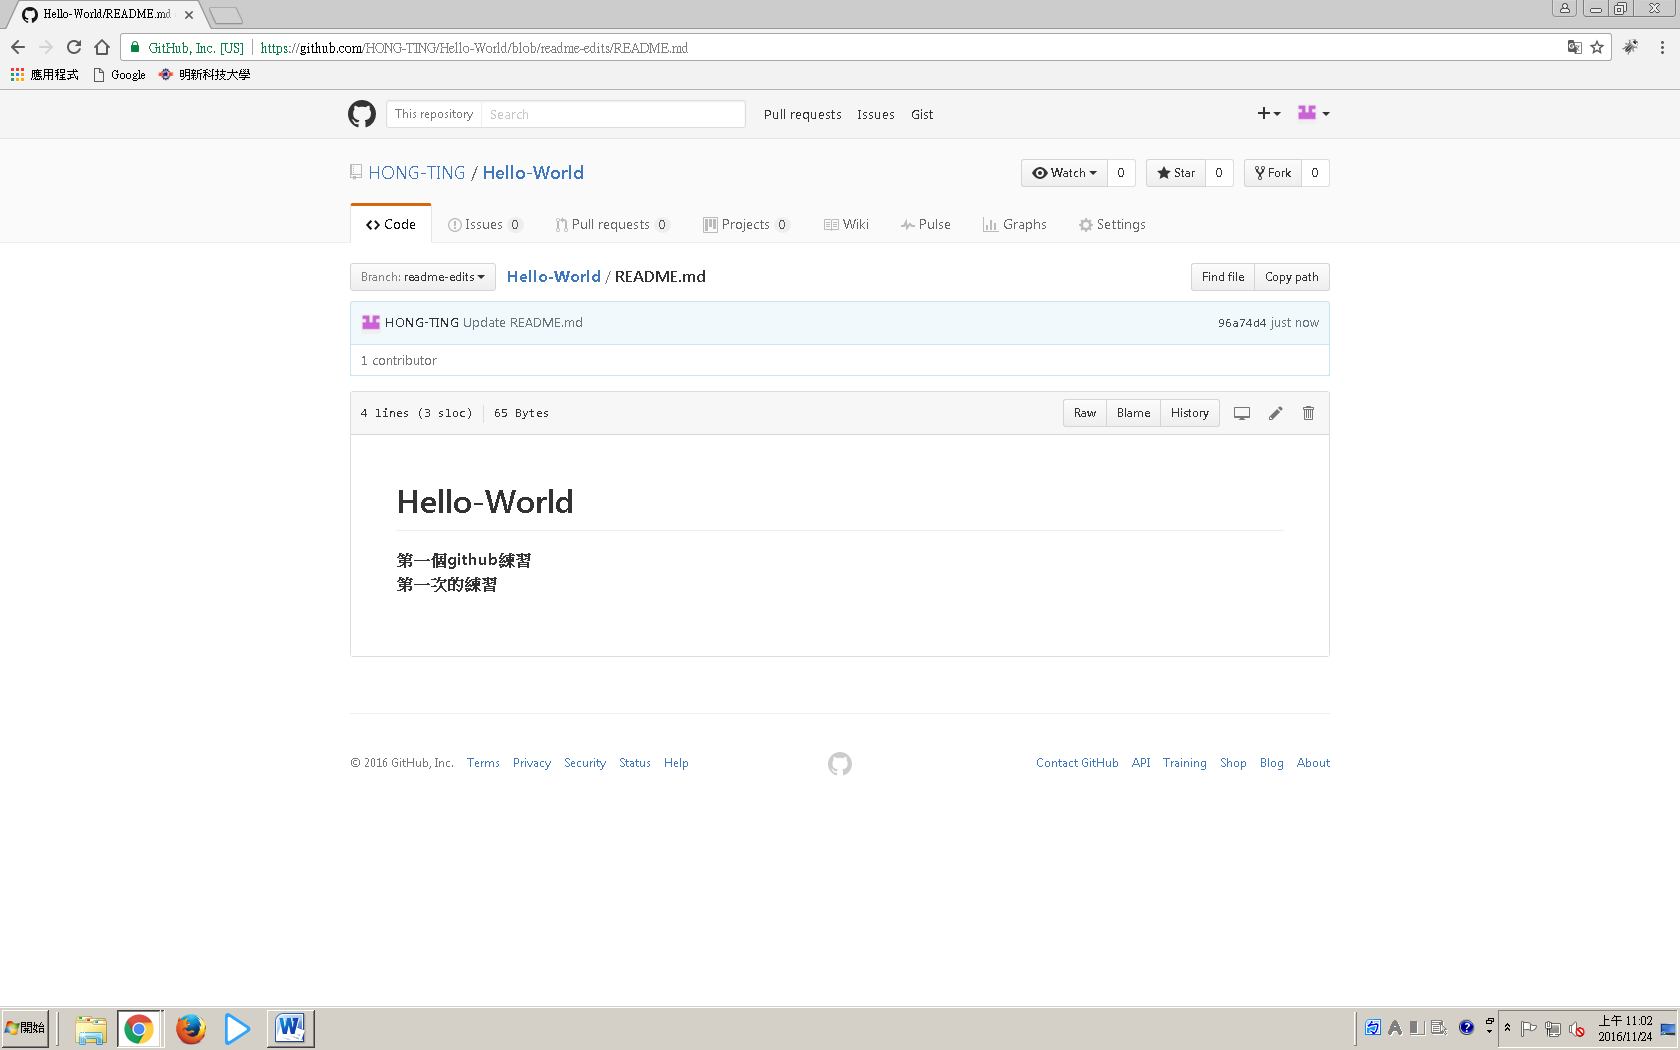 Hello-World/README.md
GitHub, Inc. [US] https://github.com/HONG-TING/Hello-World/blob/readme-edits/README.md
應用程式 Google 明新科技大學
This repository Search Pull requests Issues Gist
HONG-TING / Hello-World Watch 0 Star 0 Fork 0
Code Issues 0 Pull requests 0 Projects 0 Wiki Pulse Graphs Settings
Branch: readme-edits Hello-World / README.md Find file Copy path
HONG-TING Update README.md 96a74d4 just now
1 contributor
4 lines (3 sloc) 65 Bytes Raw Blame History
Hello-World
第一個github練習
第一次的練習
© 2016 GitHub, Inc. Terms Privacy Security Status Help Contact GitHub API Training Shop Blog About
開始 上午 11:02
2016/11/24